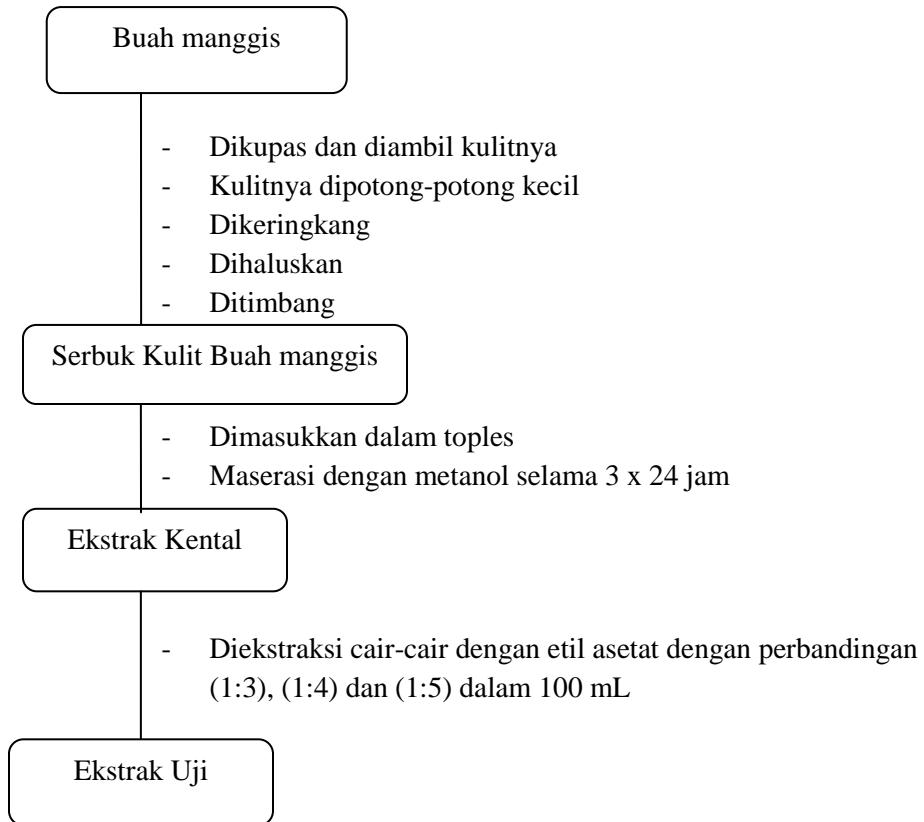 Buah manggis
- Dikupas dan diambil kulitnya
- Kulitnya dipotong-potong kecil
- Dikeringkang
- Dihaluskan
- Ditimbang
Serbuk Kulit Buah manggis
- Dimasukkan dalam toples
- Maserasi dengan metanol selama 3 x 24 jam
Ekstrak Kental
- Diekstraksi cair-cair dengan etil asetat dengan perbandingan
(1:3), (1:4) dan (1:5) dalam 100 mL
Ekstrak Uji